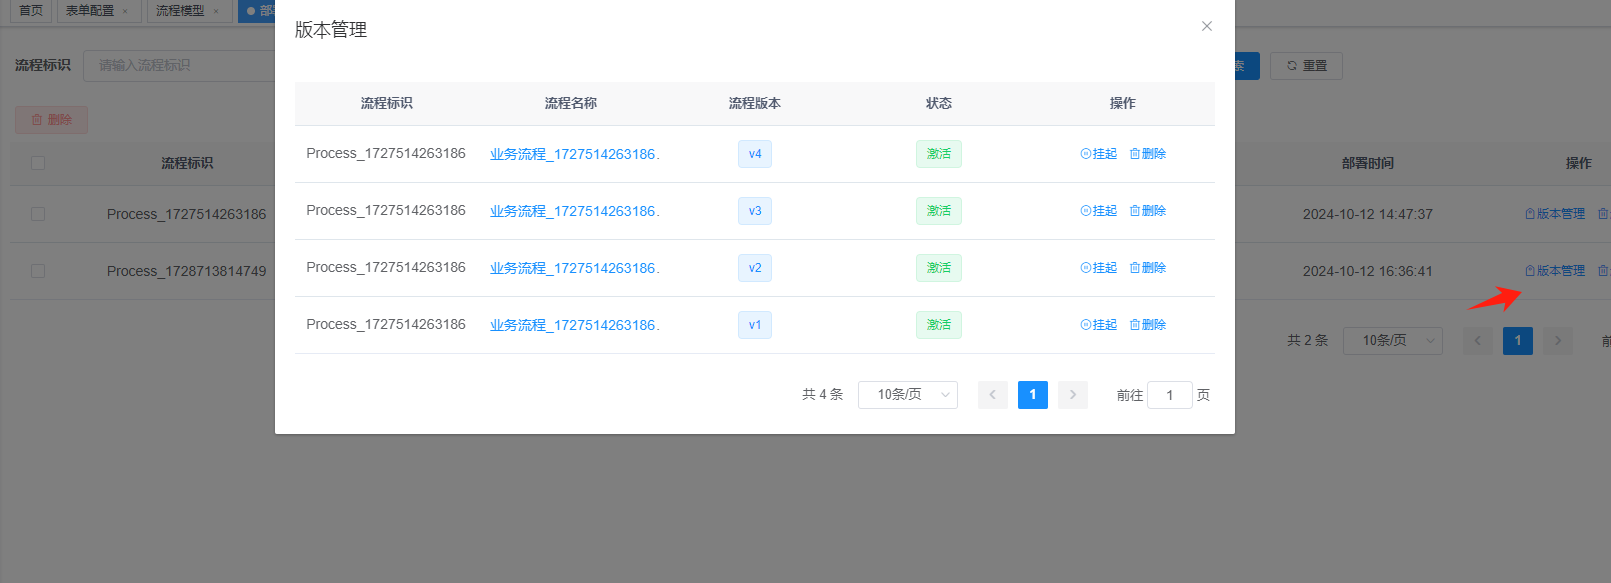 首页 表单配置 × 流程模型 × 部
版本管理
流程标识 请输入流程标识
索 重置
删除
流程标识 流程名称 流程版本 状态 操作
Process_1727514263186 业务流程_1727514263186. v4 激活 挂起 删除
Process_1727514263186 业务流程_1727514263186. v3 激活 挂起 删除
Process_1727514263186 业务流程_1727514263186. v2 激活 挂起 删除
Process_1727514263186 业务流程_1727514263186. v1 激活 挂起 删除
共 4 条 10条/页 1 前往 1 页
流程标识 部署时间 操作
Process_1727514263186 2024-10-12 14:47:37 版本管理
Process_1728713814749 2024-10-12 16:36:41 版本管理
共 2 条 10条/页 1 前